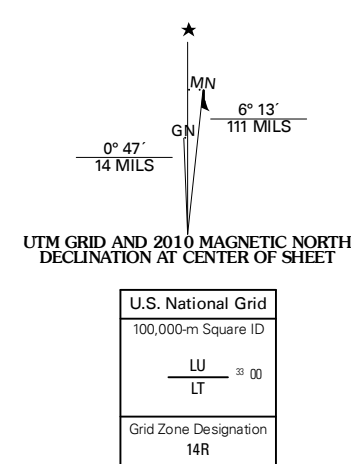 MN
6° 13´
111 MILS
GN
0° 47´
14 MILS
UTM GRID AND 2010 MAGNETIC NORTH
DECLINATION AT CENTER OF SHEET
U.S. National Grid
100,000-m Square ID
LU
33 00
LT
Grid Zone Designation
14R